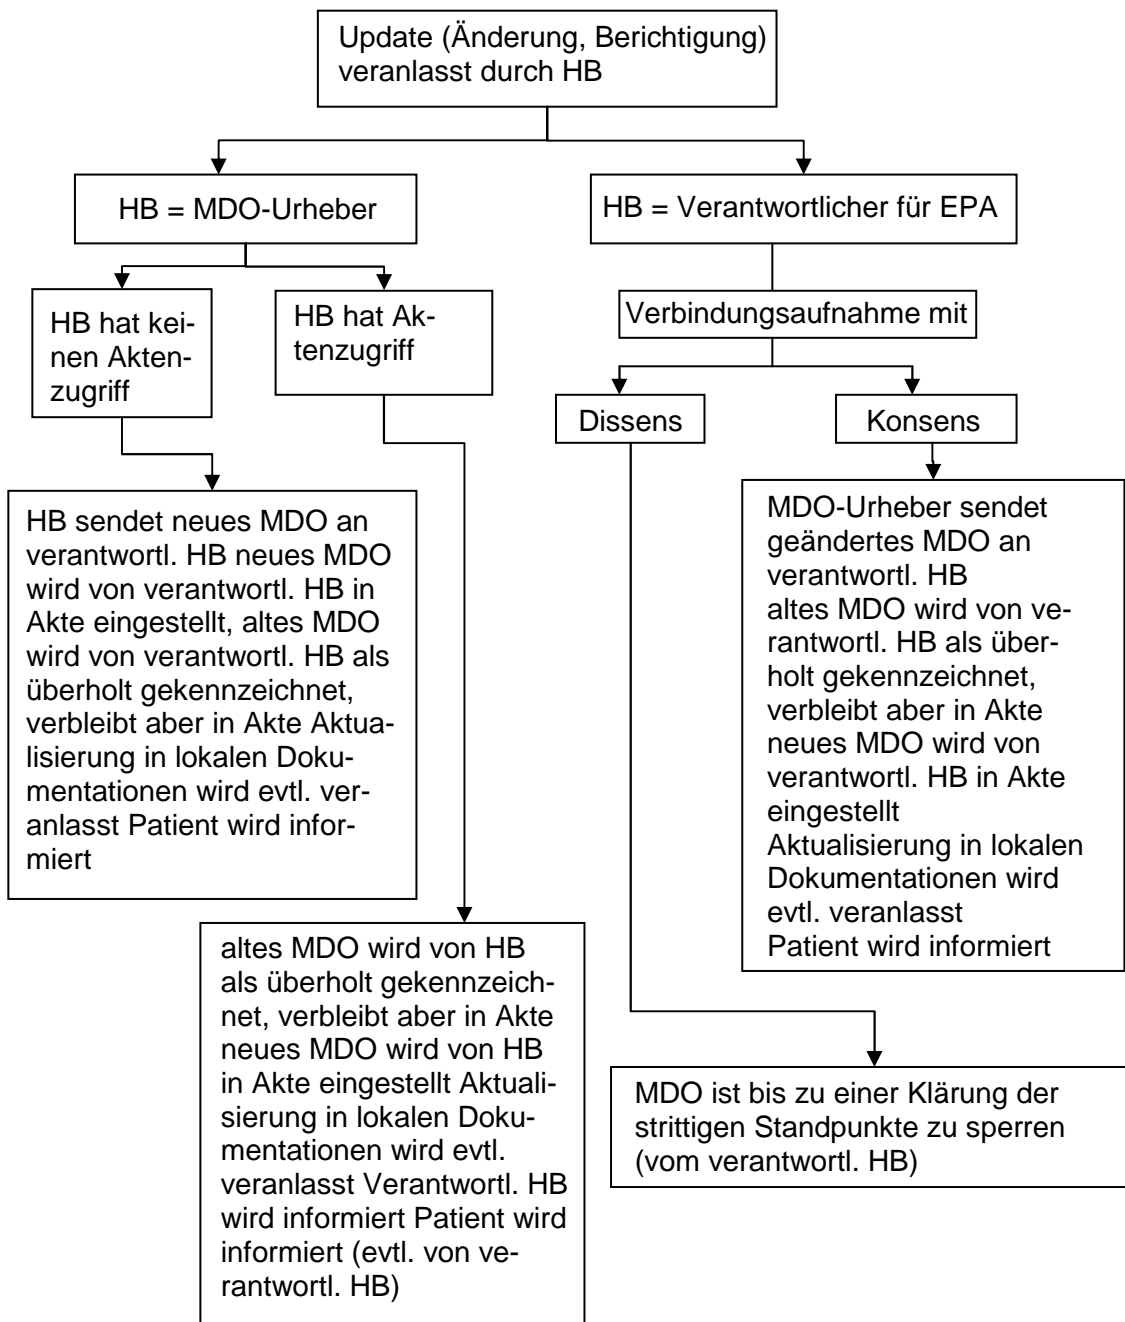 Update (Änderung, Berichtigung)
veranlasst durch HB
HB = MDO-Urheber
HB = Verantwortlicher für EPA
HB hat kei-
nen Akten-
zugriff
HB hat Ak-
tenzugriff
Verbindungsaufnahme mit
Dissens
Konsens
HB sendet neues MDO an
verantwortl. HB neues MDO
wird von verantwortl. HB in
Akte eingestellt, altes MDO
wird von verantwortl. HB als
überholt gekennzeichnet,
verbleibt aber in Akte Aktua-
lisierung in lokalen Doku-
mentationen wird evtl. ver-
anlasst Patient wird infor-
miert
MDO-Urheber sendet
geändertes MDO an
verantwortl. HB
altes MDO wird von ve-
rantwortl. HB als über-
holt gekennzeichnet,
verbleibt aber in Akte
neues MDO wird von
verantwortl. HB in Akte
eingestellt
Aktualisierung in lokalen
Dokumentationen wird
evtl. veranlasst
Patient wird informiert
altes MDO wird von HB
als überholt gekennzeich-
net, verbleibt aber in Akte
neues MDO wird von HB
in Akte eingestellt Aktuali-
sierung in lokalen Doku-
mentationen wird evtl.
veranlasst Verantwortl. HB
wird informiert Patient wird
informiert (evtl. von ve-
rantwortl. HB)
MDO ist bis zu einer Klärung der
strittigen Standpunkte zu sperren
(vom verantwortl. HB)